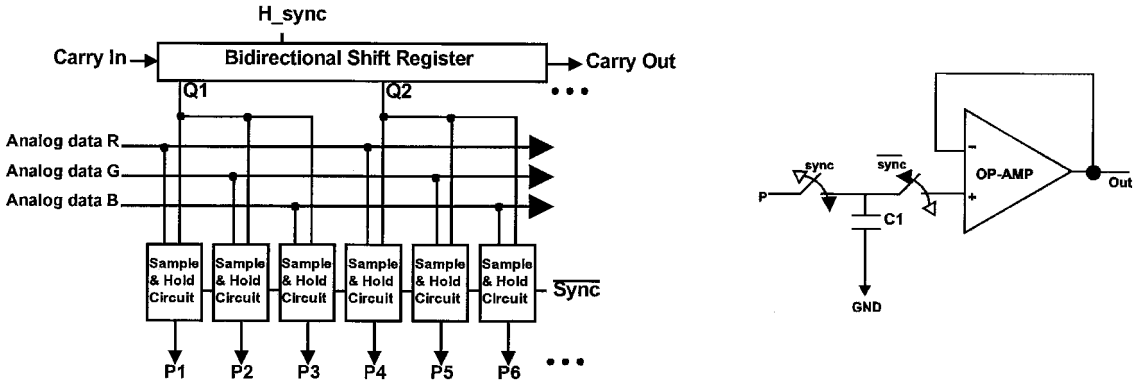 H_sync
Carry In
Bidirectional Shift Register
Carry Out
Q1
Q2
Analog data R
Analog data G
Analog data B
Sample & Hold Circuit
Sample & Hold Circuit
Sample & Hold Circuit
Sample & Hold Circuit
Sample & Hold Circuit
Sample & Hold Circuit
Sync
P1
P2
P3
P4
P5
P6
sync
sync
P
−
+
OP-AMP
Out
C1
GND